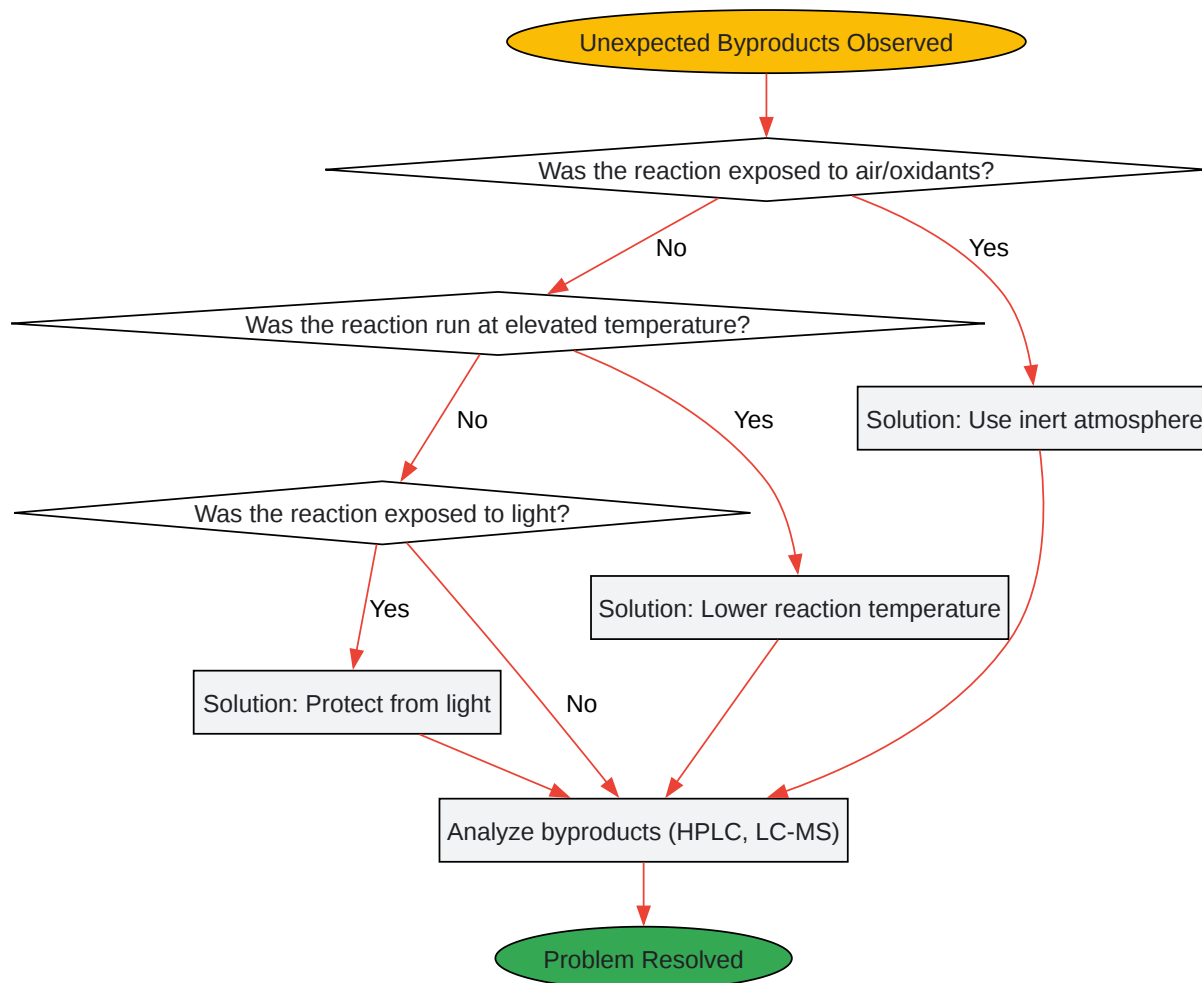 Unexpected Byproducts Observed
Was the reaction exposed to air/oxidants?
No
Yes
Was the reaction run at elevated temperature?
Solution: Use inert atmosphere
No
Yes
Was the reaction exposed to light?
Solution: Lower reaction temperature
Yes
Solution: Protect from light
No
Analyze byproducts (HPLC, LC-MS)
Problem Resolved